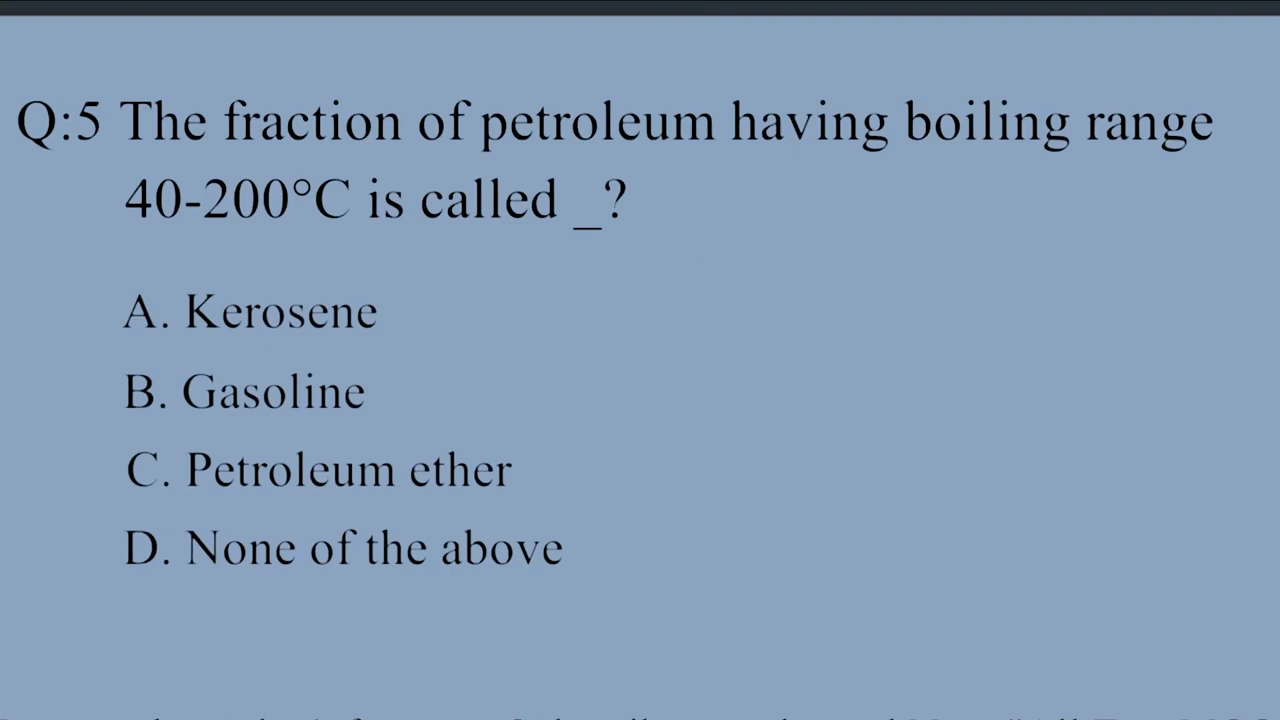 Q:5 The fraction of petroleum having boiling range
40-200°C is called _?
A. Kerosene
B. Gasoline
C. Petroleum ether
D. None of the above